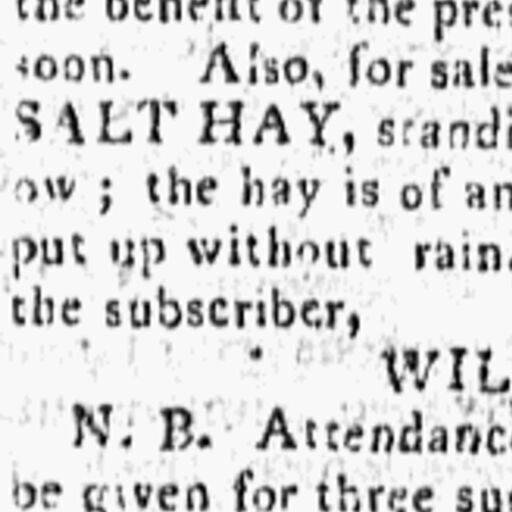 the benefit of the pre
soon. Also, for sale
SALT HAY, standi
ow ; the hay is of an
put up without rain.
the subscriber,
WIL
N. B. Attendanc
be given for three su